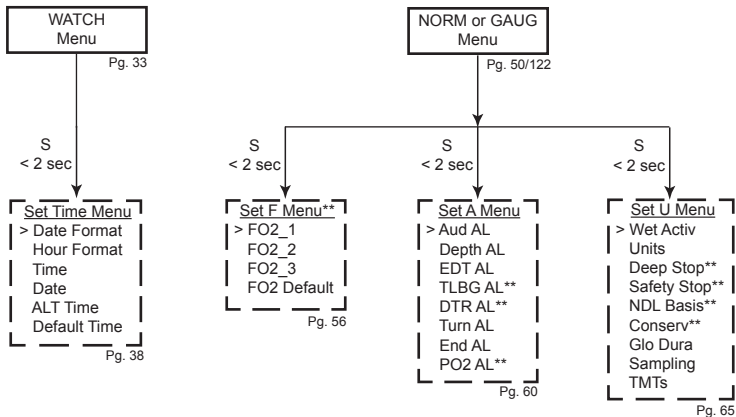 WATCH
Menu
Pg. 33
NORM or GAUG
Menu
Pg. 50/122
S
< 2 sec
S
< 2 sec
S
< 2 sec
S
< 2 sec
Set Time Menu
> Date Format
Hour Format
Time
Date
ALT Time
Default Time
Pg. 38
Set F Menu**
> FO2_1
FO2_2
FO2_3
FO2 Default
Pg. 56
Set A Menu
> Aud AL
Depth AL
EDT AL
TLBG AL**
DTR AL**
Turn AL
End AL
PO2 AL**
Pg. 60
Set U Menu
> Wet Activ
Units
Deep Stop**
Safety Stop**
NDL Basis**
Conserv**
Glo Dura
Sampling
TMTs
Pg. 65